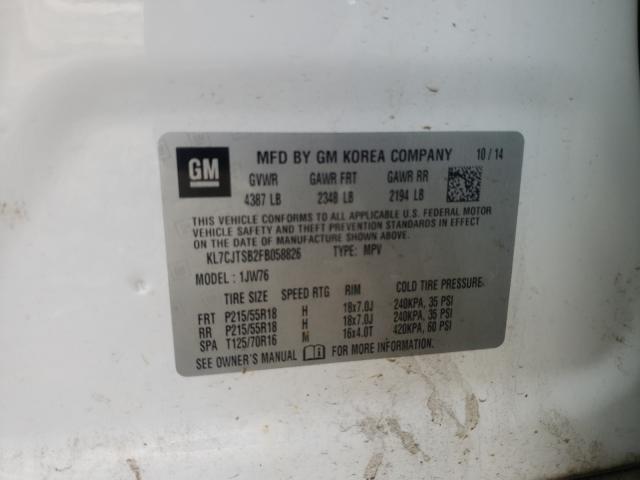 GM MFD BY GM KOREA COMPANY 10 / 14
GVWR GAWR FRT GAWR RR
4387 LB 2348 LB 2194 LB
THIS VEHICLE CONFORMS TO ALL APPLICABLE U.S. FEDERAL MOTOR
VEHICLE SAFETY AND THEFT PREVENTION STANDARDS IN EFFECT
ON THE DATE OF MANUFACTURE SHOWN ABOVE.
KL7CJTSB2FB058826 TYPE: MPV
MODEL : 1JW76
TIRE SIZE SPEED RTG RIM COLD TIRE PRESSURE
FRT P215/55R18 H 18x7.0J 240KPA, 35 PSI
RR P215/55R18 H 18x7.0J 240KPA, 35 PSI
SPA T125/70R16 M 16x4.0T 420KPA, 60 PSI
SEE OWNER'S MANUAL FOR MORE INFORMATION.